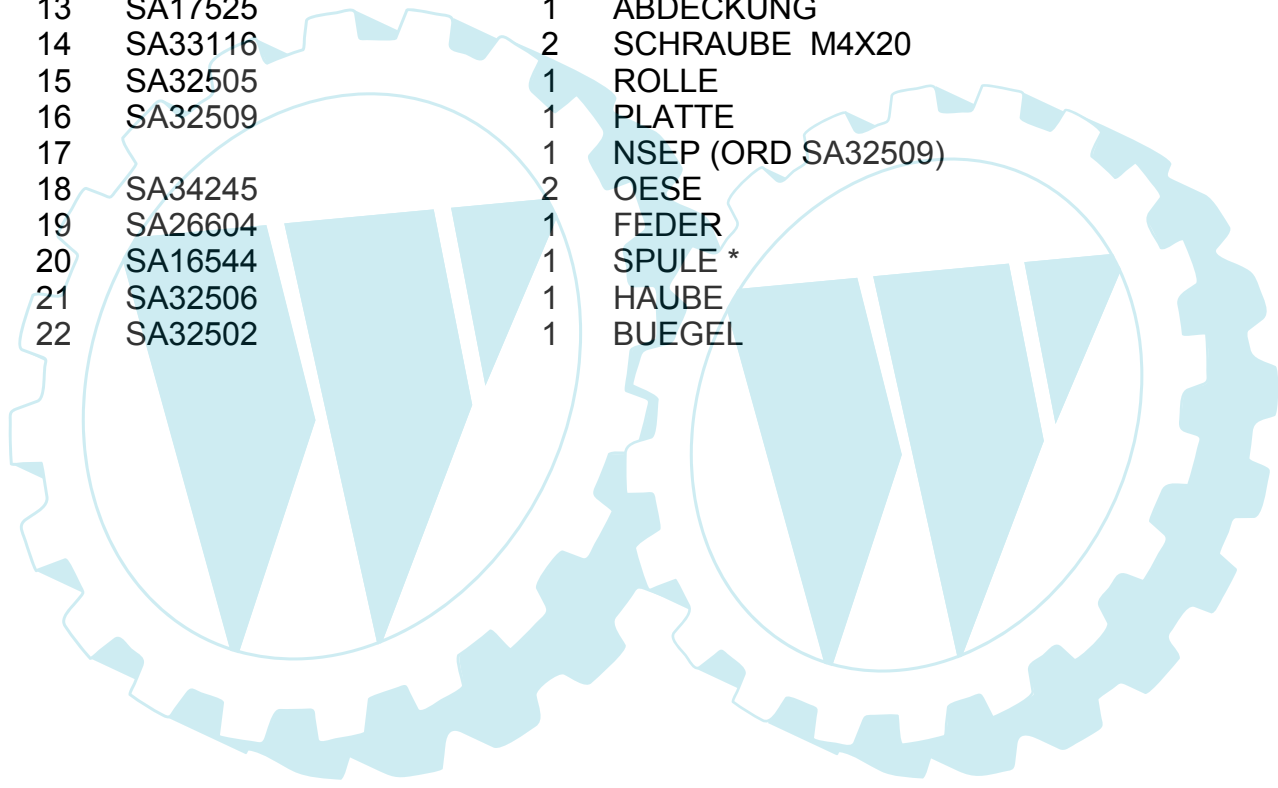 13 SA17525 1 ABDECKUNG
14 SA33116 2 SCHRAUBE M4X20
15 SA32505 1 ROLLE
16 SA32509 1 PLATTE
17 1 NSEP (ORD SA32509)
18 SA34245 2 OESE
19 SA26604 1 FEDER
20 SA16544 1 SPULE *
21 SA32506 1 HAUBE
22 SA32502 1 BUEGEL